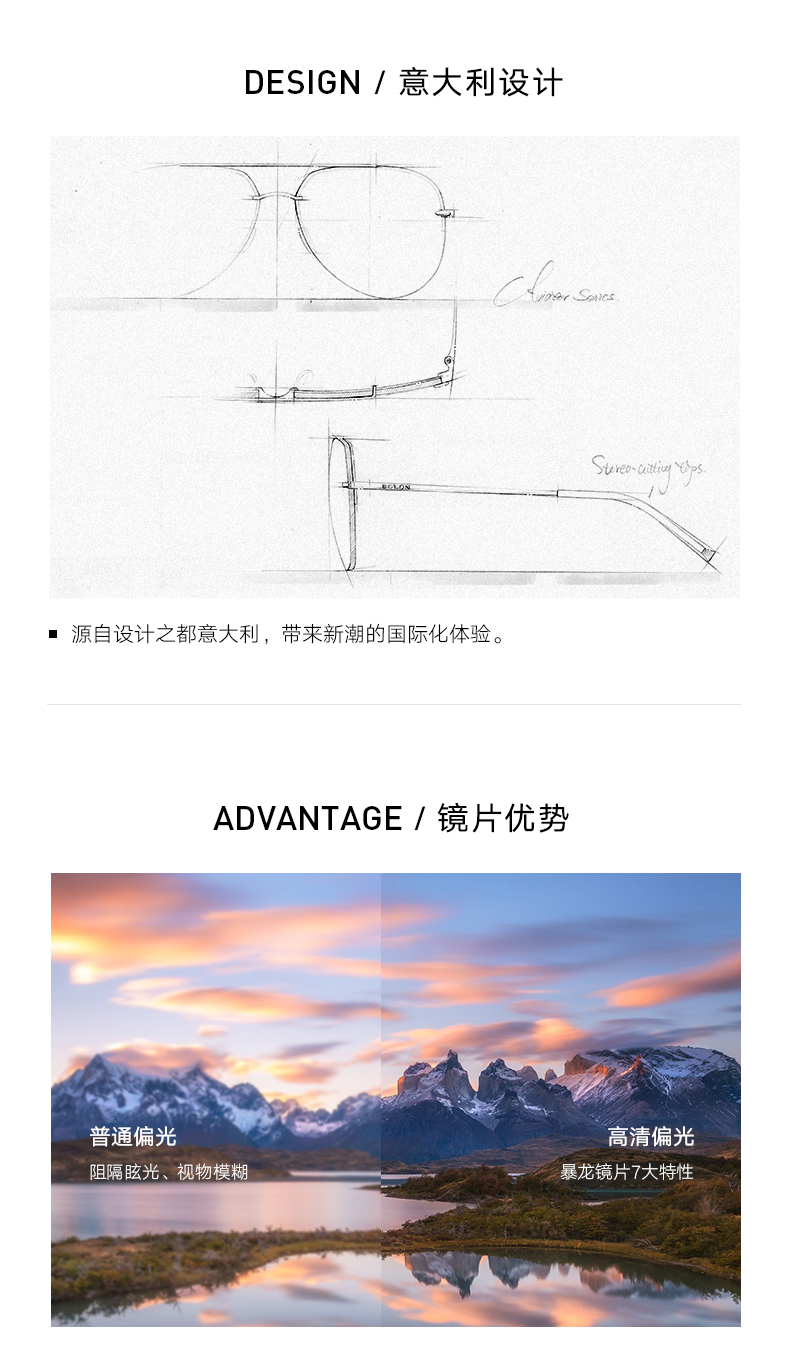 DESIGN / 意大利设计
Aviator Series
Stereo-cutting tips.
BOLON
源自设计之都意大利，带来新潮的国际化体验。
ADVANTAGE / 镜片优势
普通偏光
阻隔眩光、视物模糊
高清偏光
暴龙镜片7大特性